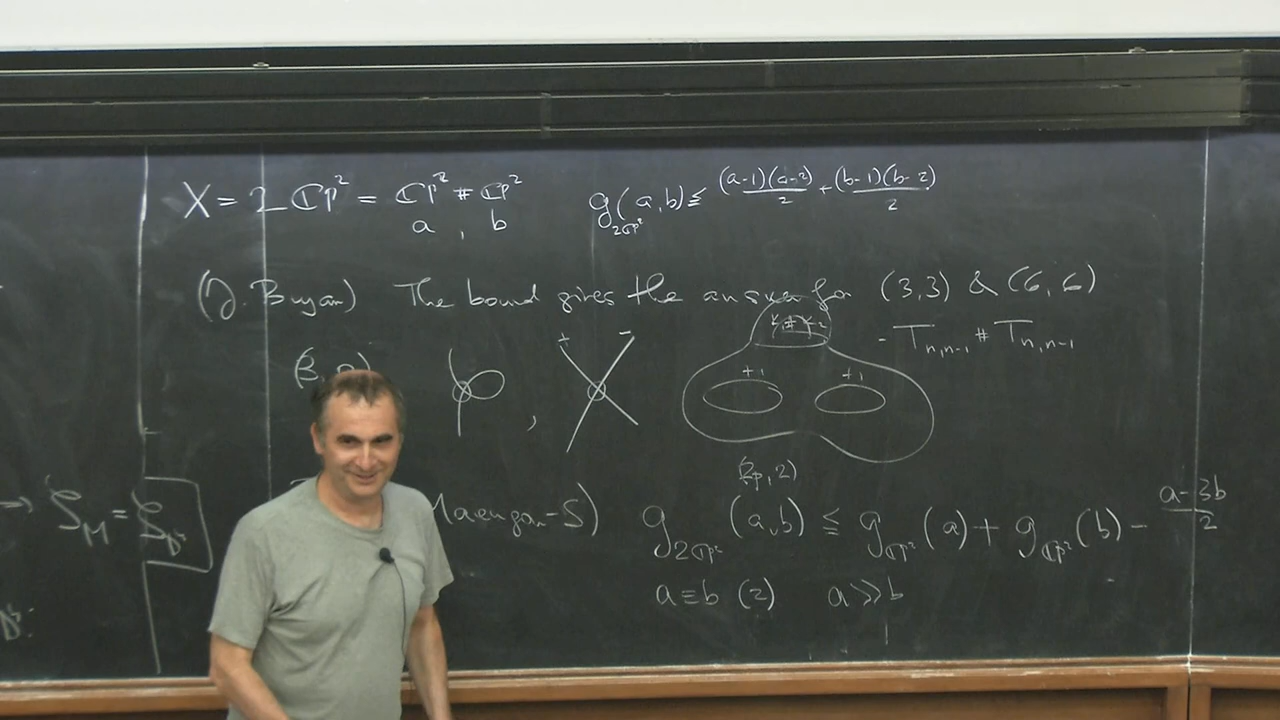 X = 2 ℂP² = ℂP² # ℂP² g_{2ℂP²}(a,b) ≤ (a-1)(a-2)/2 + (b-1)(b-2)/2
a , b
The bound gives the answer for (3,3) & (6,6)
- T_{n,n-1} # T_{n,n-1}
+ -
,
+1 +1
(2p, 2)
→ S_M =
-S) g_{2ℂP²}(a,b) ≤ g_{ℂP²}(a) + g_{ℂP²}(b) - (a-3b)/2
a ≡ b (2) a ≫ b